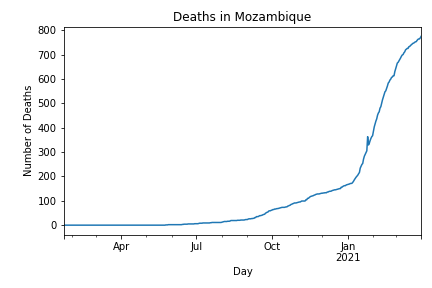 Deaths in Mozambique
Number of Deaths
800
700
600
500
400
300
200
100
0
Apr
Jul
Oct
Jan
2021
Day